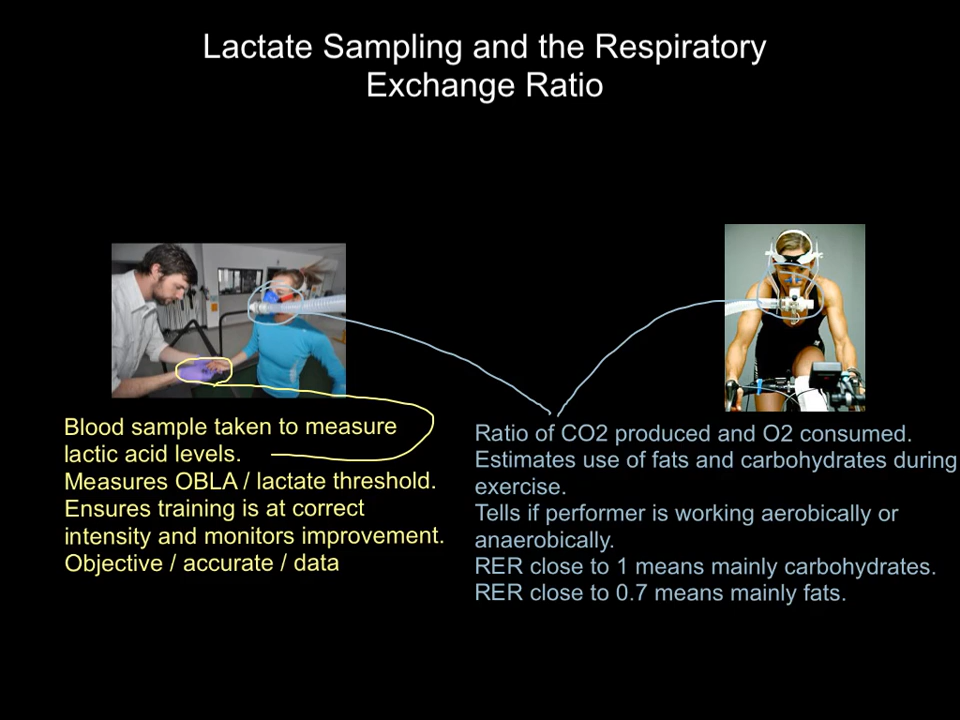 Lactate Sampling and the Respiratory
Exchange Ratio
Blood sample taken to measure
lactic acid levels.
Measures OBLA / lactate threshold.
Ensures training is at correct
intensity and monitors improvement.
Objective / accurate / data
Ratio of CO2 produced and O2 consumed.
Estimates use of fats and carbohydrates during
exercise.
Tells if performer is working aerobically or
anaerobically.
RER close to 1 means mainly carbohydrates.
RER close to 0.7 means mainly fats.